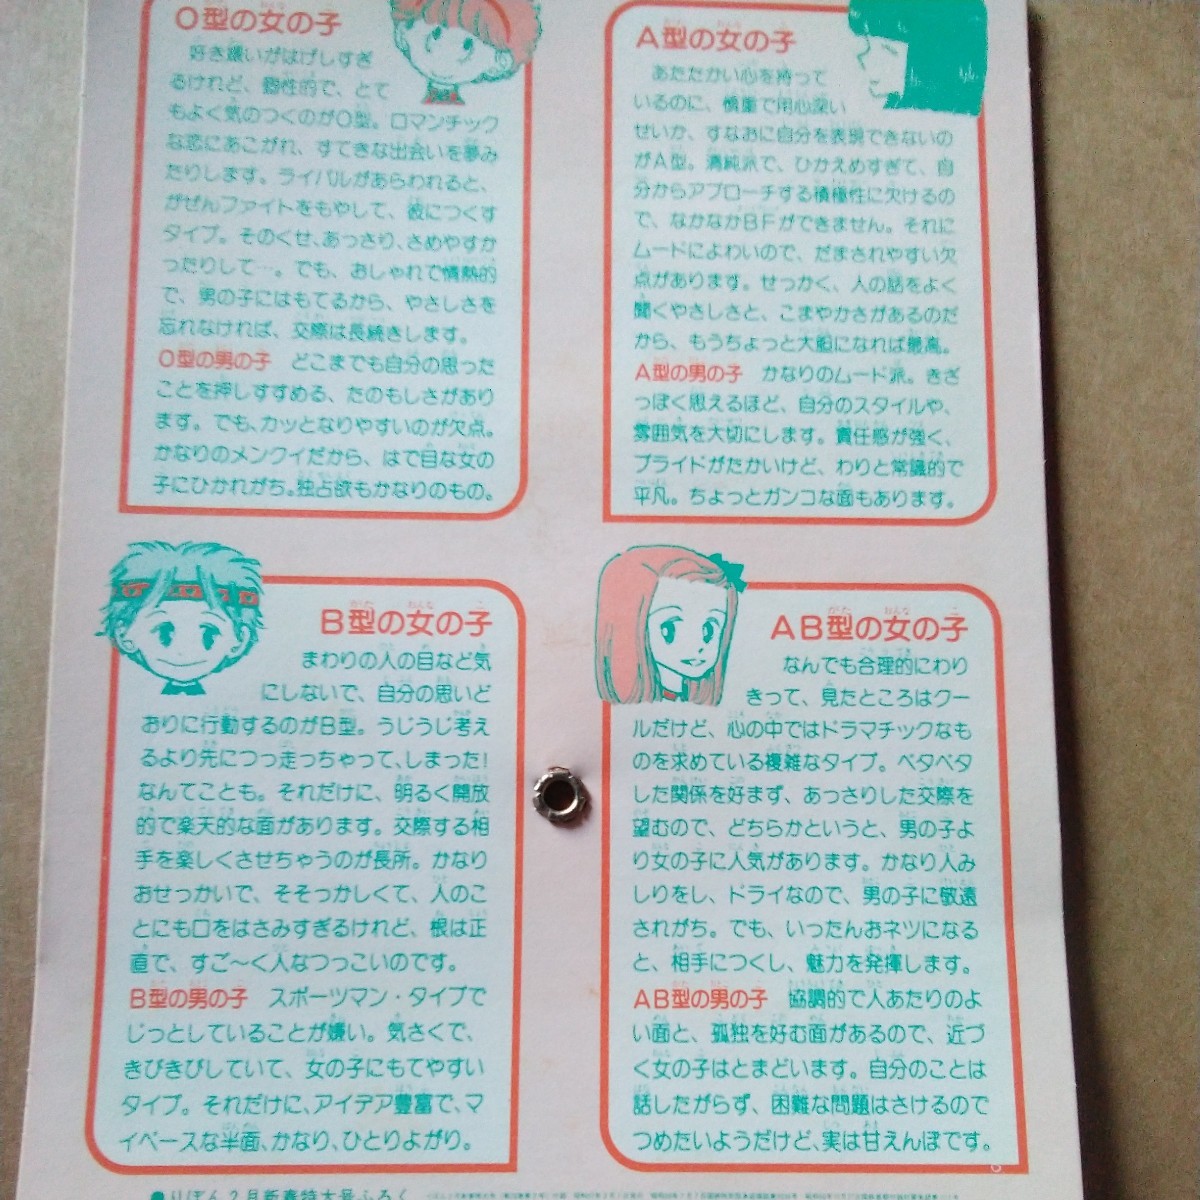 O型の女の子
好き嫌いがはげしすぎ
るけれど、個性的で、とて
もよく気のつくのがO型。ロマンチック
な恋にあこがれ、すてきな出会いを夢み
たりします。ライバルがあらわれると、
がぜんファイトをもやして、彼につくす
タイプ。そのくせ、あっさり、さめやすか
ったりして…。でも、おしゃれで情熱的
で、男の子にはもてるから、やさしさを
忘れなければ、交際は長続きします。
O型の男の子 どこまでも自分の思った
ことを押しすすめる、たのもしさがあり
ます。でも、カッとなりやすいのが欠点。
かなりのメンクイだから、はで目な女の
子にひかれがち。独占欲もかなりのもの。
A型の女の子
あたたかい心を持って
いるのに、慎重で用心深い
せいか、すなおに自分を表現できないの
がA型。清純派で、ひかえめすぎて、自
分からアプローチする積極性に欠けるの
で、なかなかBFができません。それに
ムードによわいので、だまされやすい欠
点があります。せっかく、人の話をよく
聞くやさしさと、こまやかさがあるのだ
から、もうちょっと大胆になれば最高。
A型の男の子 かなりのムード派。きざ
っぽく思えるほど、自分のスタイルや、
雰囲気を大切にします。責任感が強く、
プライドがたかいけど、わりと常識的で
平凡。ちょっとガンコな面もあります。
B型の女の子
まわりの人の目など気
にしないで、自分の思いど
おりに行動するのがB型。うじうじ考え
るより先につっ走っちゃって、しまった!
なんてことも。それだけに、明るく開放
的で楽天的な面があります。交際する相
手を楽しくさせちゃうのが長所。かなり
おせっかいで、そそっかしくて、人のこ
とにも口をはさみすぎるけれど、根は正
直で、すご〜く人なつっこいのです。
B型の男の子 スポーツマン・タイプで
じっとしていることが嫌い。気さくで、
きびきびしていて、女の子にもてやすい
タイプ。それだけに、アイデア豊富で、マ
イペースな半面、かなり、ひとりよがり。
AB型の女の子
なんでも合理的にわり
きって、見たところはクー
ルだけど、心の中ではドラマチックなも
のを求めている複雑なタイプ。ベタベタ
した関係を好まず、あっさりした交際を
望むので、どちらかというと、男の子よ
り女の子に人気があります。かなり人み
しりをし、ドライなので、男の子に敬遠
されがち。でも、いったんおネツになる
と、相手につくし、魅力を発揮します。
AB型の男の子 協調的で人あたりのよ
い面と、孤独を好む面があるので、近づ
く女の子はとまどいます。自分のことは
話したがらず、困難な問題はさけるので
つめたいようだけど、実は甘えんぼです。
●りぼん2月新春特大号ふろく